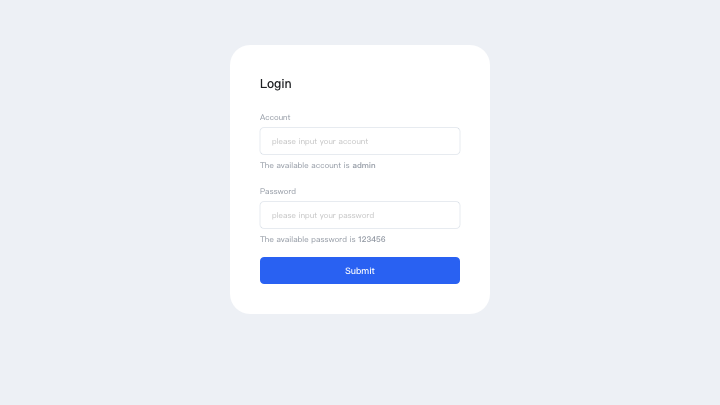 Login
Account
please input your account
The available account is admin
Password
please input your password
The available password is 123456
Submit